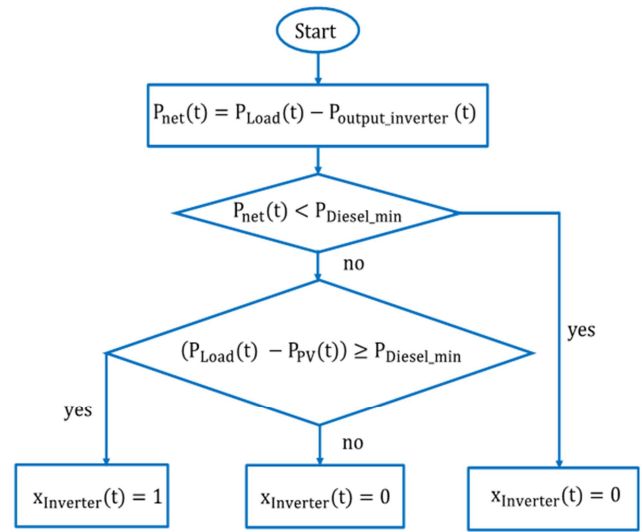 Start
P_net(t) = P_Load(t) − P_output_inverter (t)
P_net(t) < P_Diesel_min
no
yes
(P_Load(t) − P_PV(t)) ≥ P_Diesel_min
yes
no
x_Inverter(t) = 1
x_Inverter(t) = 0
x_Inverter(t) = 0